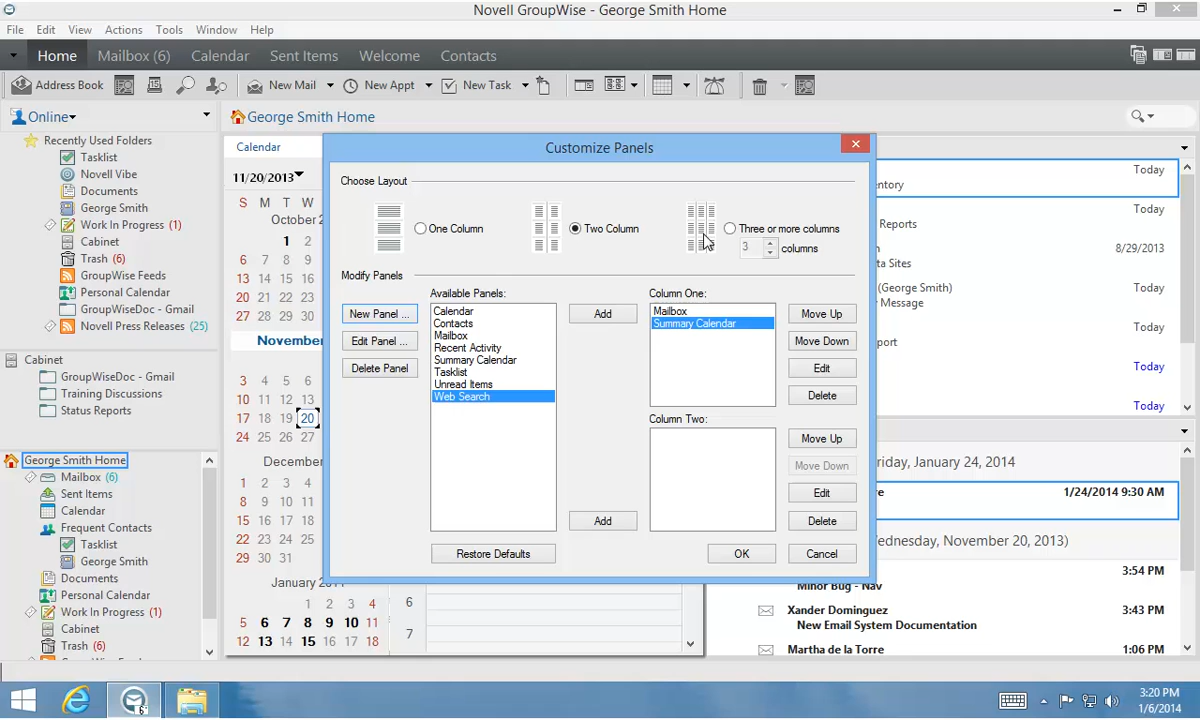 Novell GroupWise - George Smith Home
File Edit View Actions Tools Window Help
Home Mailbox (6) Calendar Sent Items Welcome Contacts
Address Book New Mail New Appt New Task
Online
George Smith Home
Recently Used Folders
Tasklist
Novell Vibe
Documents
George Smith
Work In Progress (1)
Cabinet
Trash (6)
GroupWise Feeds
Personal Calendar
GroupWiseDoc - Gmail
Novell Press Releases (25)
Cabinet
GroupWiseDoc - Gmail
Training Discussions
Status Reports
George Smith Home
Mailbox (6)
Sent Items
Calendar
Frequent Contacts
Tasklist
George Smith
Documents
Personal Calendar
Work In Progress (1)
Cabinet
Trash (6)
Calendar
11/20/2013
S M T W
October 2
1 2
6 7 8 9
13 14 15 16
20 21 22 23
27 28 29 30
November
3 4 5 6
10 11 12 13
17 18 19 20
24 25 26 27
December
1 2 3 4
8 9 10 11
15 16 17 18
22 23 24 25
29 30 31
January
1 2 3 4
5 6 7 8 9 10 11
12 13 14 15 16 17 18
6
7
Customize Panels
Choose Layout
One Column Two Column Three or more columns
3 columns
Modify Panels
New Panel ...
Edit Panel ...
Delete Panel
Available Panels:
Calendar
Contacts
Mailbox
Recent Activity
Summary Calendar
Tasklist
Unread Items
Web Search
Restore Defaults
Add
Add
Column One:
Mailbox
Summary Calendar
Move Up
Move Down
Edit
Delete
Column Two:
Move Up
Move Down
Edit
Delete
OK Cancel
Today
entory
Today
Reports
8/29/2013
ta Sites
(George Smith)
Message
Today
port
Today
Today
riday, January 24, 2014
re 1/24/2014 9:30 AM
ednesday, November 20, 2013)
3:54 PM
Minor Bug - Nav
Xander Dominguez 3:43 PM
New Email System Documentation
Martha de la Torre 1:06 PM
3:20 PM
1/6/2014